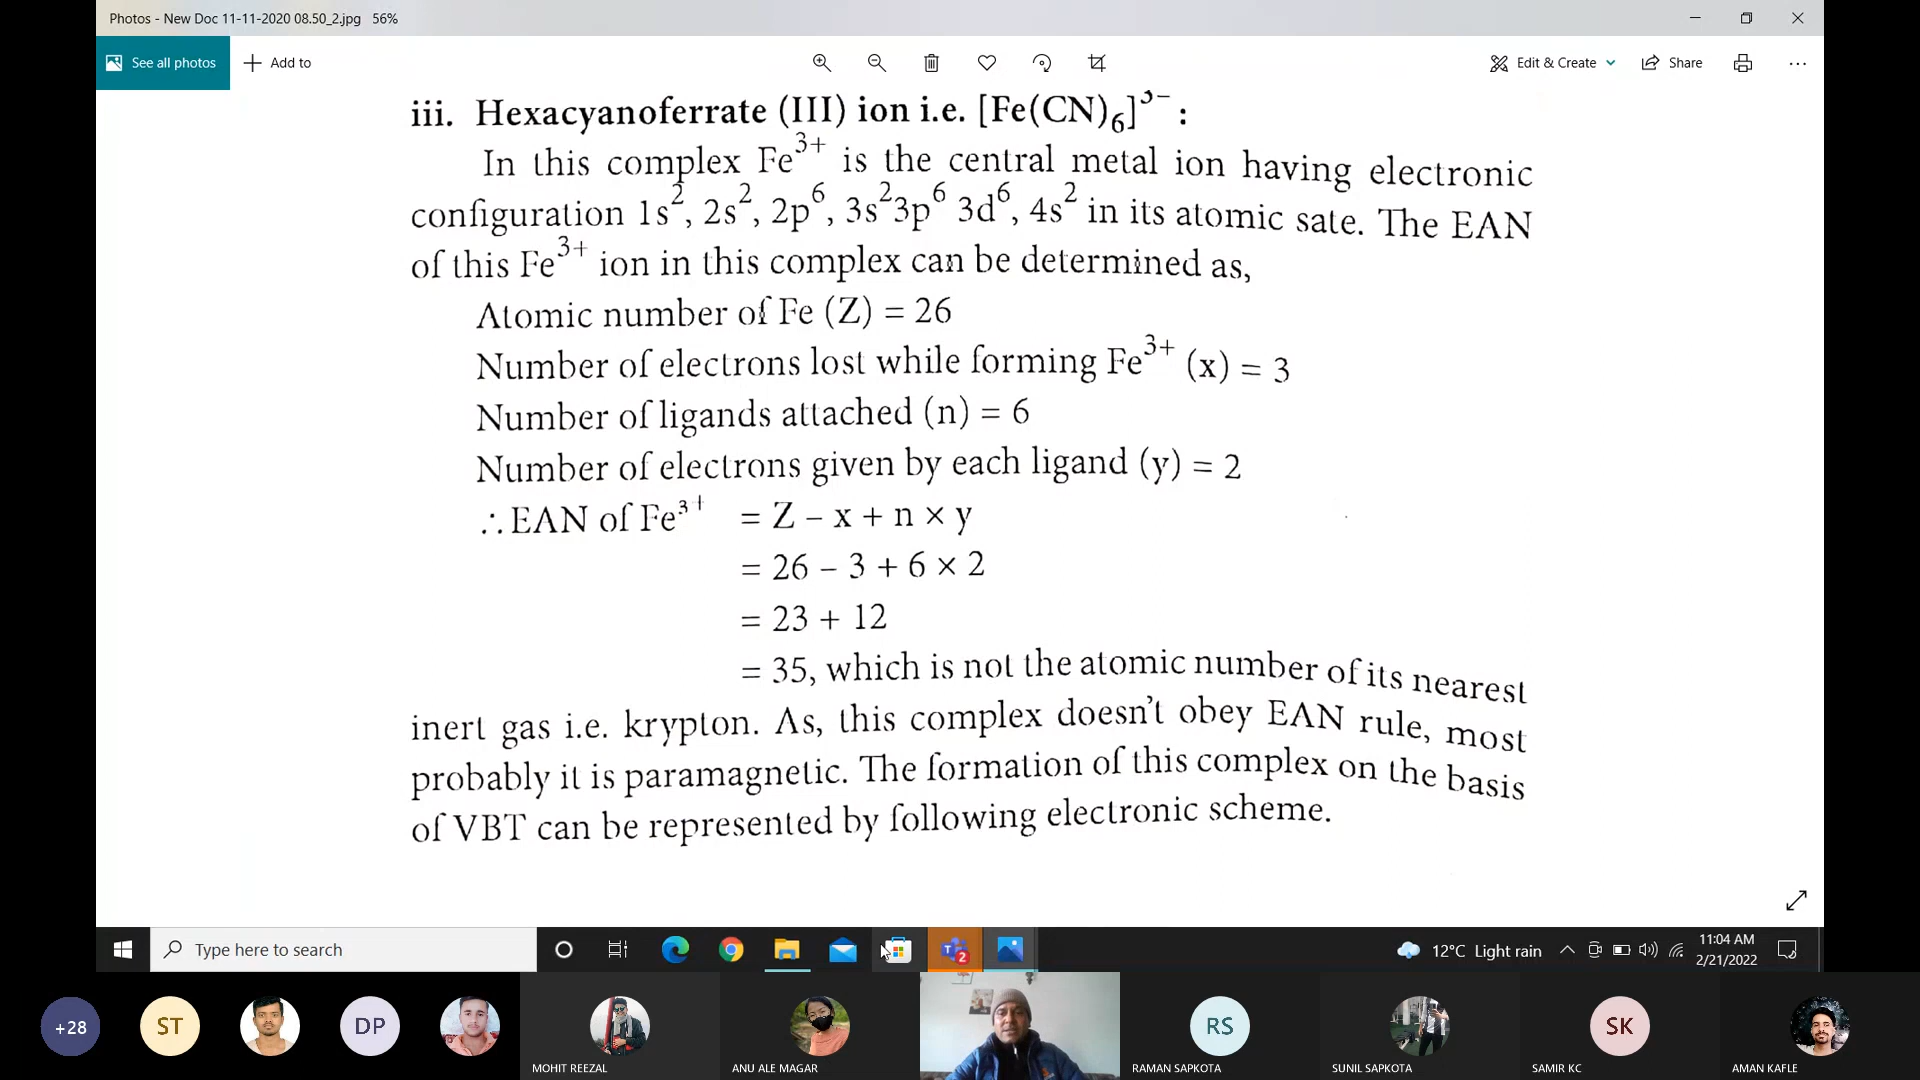 Photos - New Doc 11-11-2020 08.50_2.jpg 56%
See all photos
Add to
Edit & Create
Share
iii. Hexacyanoferrate (III) ion i.e. [Fe(CN)₆]³⁻ :
In this complex Fe³⁺ is the central metal ion having electronic
configuration 1s², 2s², 2p⁶, 3s²3p⁶ 3d⁶, 4s² in its atomic sate. The EAN
of this Fe³⁺ ion in this complex can be determined as,
Atomic number of Fe (Z) = 26
Number of electrons lost while forming Fe³⁺ (x) = 3
Number of ligands attached (n) = 6
Number of electrons given by each ligand (y) = 2
∴ EAN of Fe³⁺ = Z – x + n × y
= 26 – 3 + 6 × 2
= 23 + 12
= 35, which is not the atomic number of its nearest
inert gas i.e. krypton. As, this complex doesn't obey EAN rule, most
probably it is paramagnetic. The formation of this complex on the basis
of VBT can be represented by following electronic scheme.
Type here to search
2
12°C Light rain
11:04 AM
2/21/2022
+28
ST
DP
RS
SK
MOHIT REEZAL
ANU ALE MAGAR
RAMAN SAPKOTA
SUNIL SAPKOTA
SAMIR KC
AMAN KAFLE